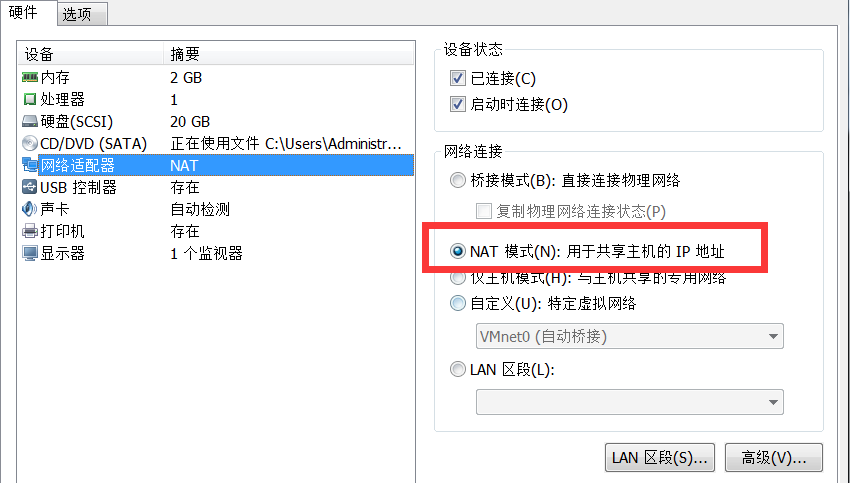 硬件 选项
设备 摘要
内存 2 GB
处理器 1
硬盘(SCSI) 20 GB
CD/DVD (SATA) 正在使用文件 C:\Users\Administr...
网络适配器 NAT
USB 控制器 存在
声卡 自动检测
打印机 存在
显示器 1 个监视器
设备状态
已连接(C)
启动时连接(O)
网络连接
桥接模式(B): 直接连接物理网络
复制物理网络连接状态(P)
NAT 模式(N): 用于共享主机的 IP 地址
仅主机模式(H): 与主机共享的专用网络
自定义(U): 特定虚拟网络
VMnet0 (自动桥接)
LAN 区段(L):
LAN 区段(S)... 高级(V)...